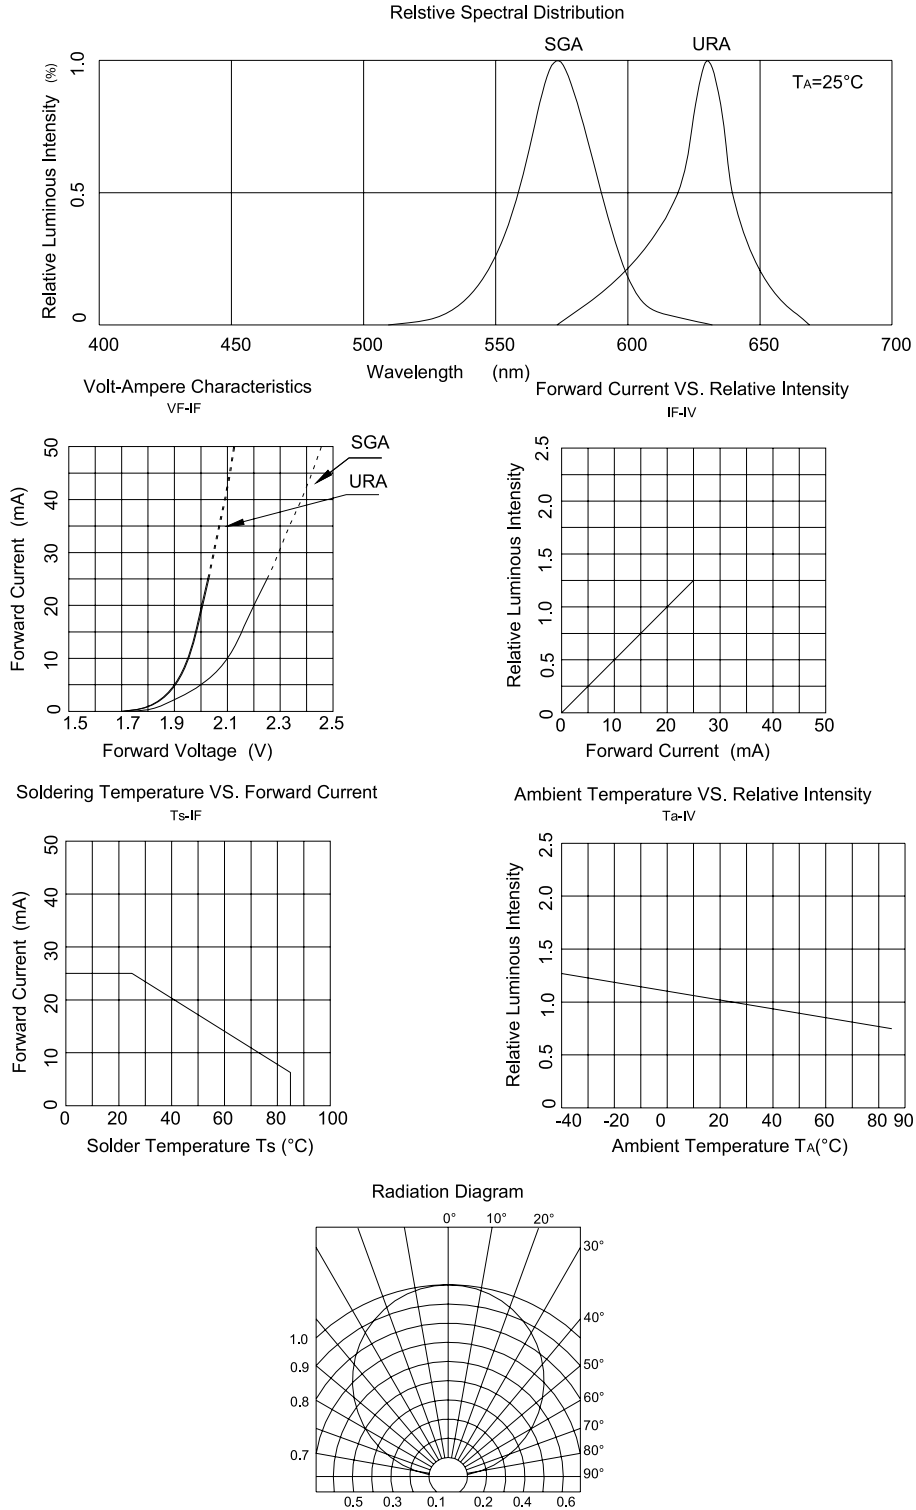 Relstive Spectral Distribution
SGA URA
TA=25°C
Relative Luminous Intensity (%)
1.0
0.5
0
400 450 500 550 600 650 700
Wavelength (nm)
Volt-Ampere Characteristics
VF-IF
SGA
URA
Forward Current (mA)
50
40
30
20
10
0
1.5 1.7 1.9 2.1 2.3 2.5
Forward Voltage (V)
Forward Current VS. Relative Intensity
IF-IV
Relative Luminous Intensity
2.5
2.0
1.5
1.0
0.5
0
0 10 20 30 40 50
Forward Current (mA)
Soldering Temperature VS. Forward Current
Ts-IF
Forward Current (mA)
50
40
30
20
10
0
0 20 40 60 80 100
Solder Temperature Ts (°C)
Ambient Temperature VS. Relative Intensity
Ta-IV
Relative Luminous Intensity
2.5
2.0
1.5
1.0
0.5
0
-40 -20 0 20 40 60 80 90
Ambient Temperature TA(°C)
Radiation Diagram
0° 10° 20°
30°
40°
50°
60°
70°
80°
90°
1.0
0.9
0.8
0.7
0.5 0.3 0.1 0.2 0.4 0.6